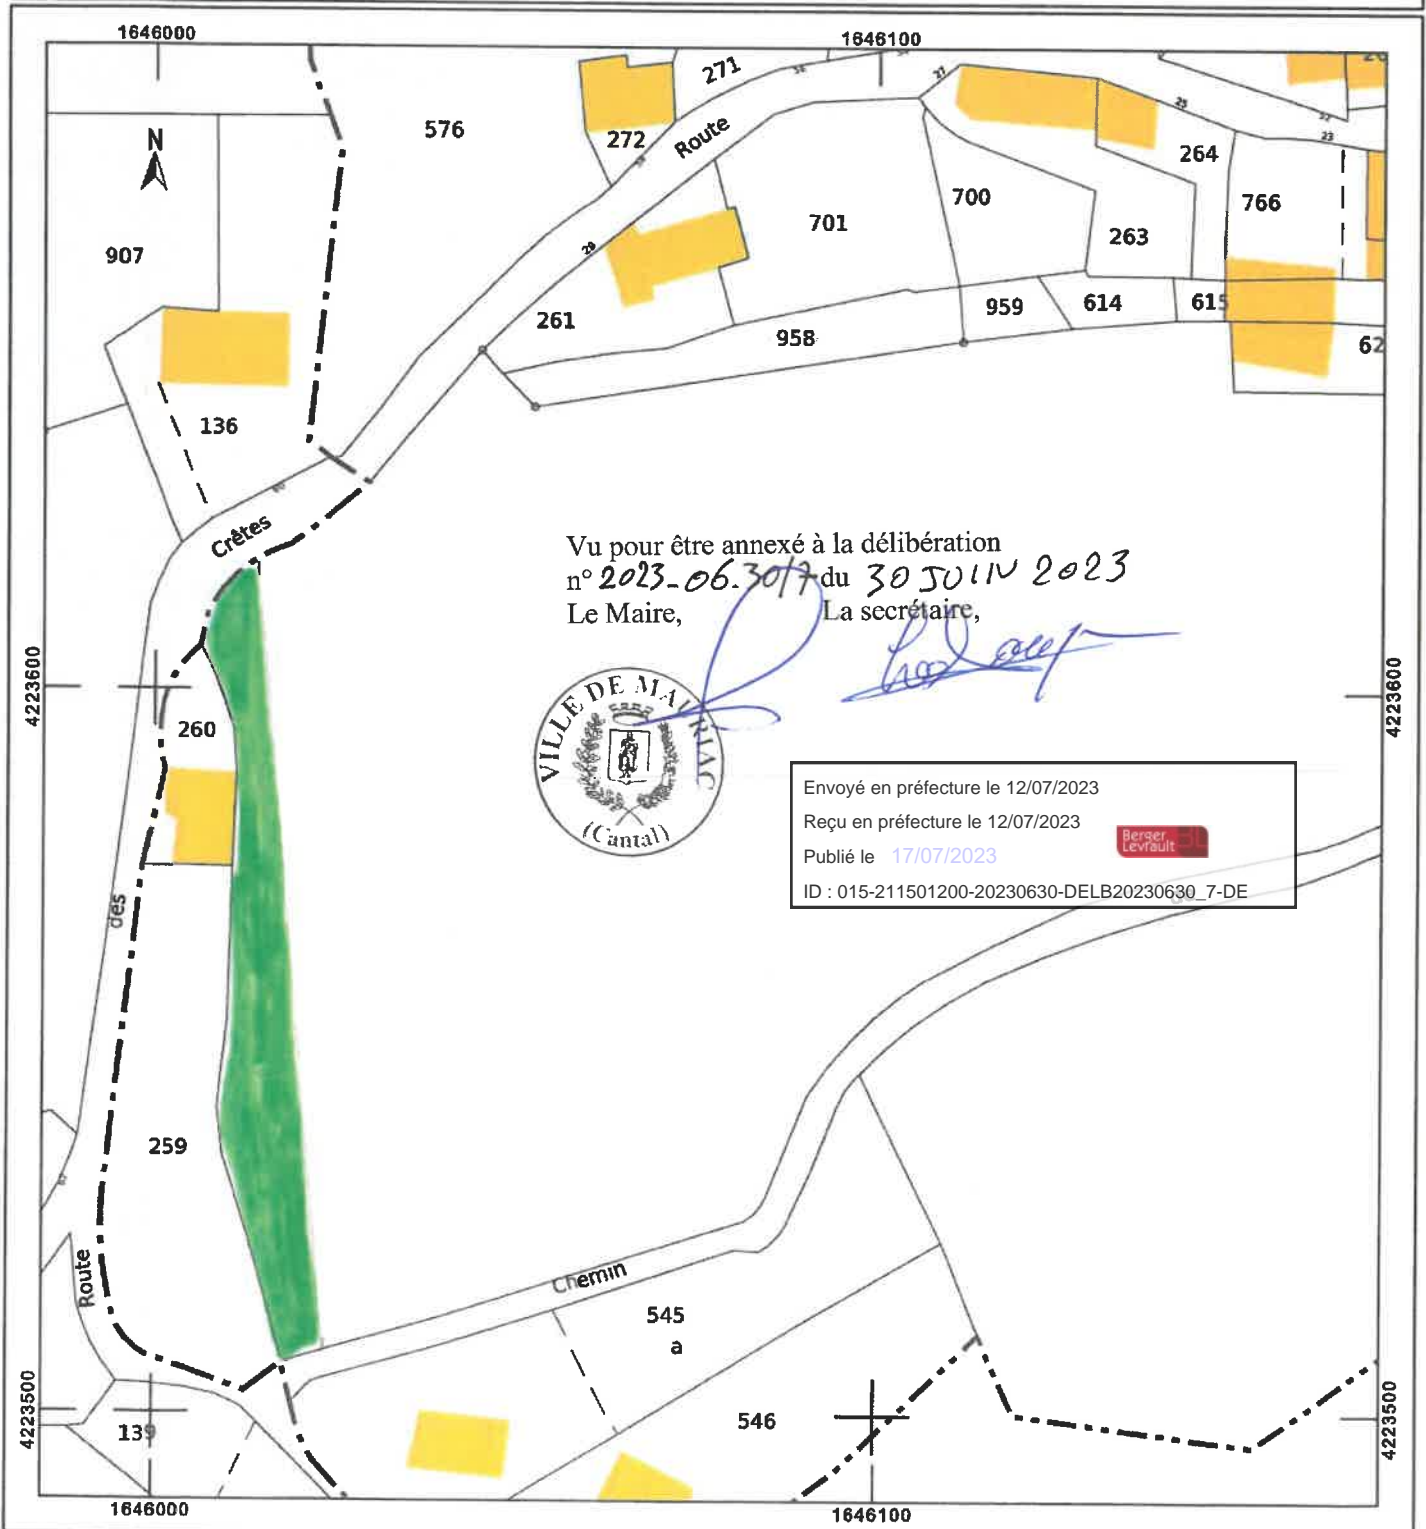 1646000
1646100
271
27
576
272
Route
25
23
264
701
700
766
907
263
29
261
959
614
615
958
62
136
Crêtes
Vu pour être annexé à la délibération
n° 2023-06.30/7 du 30 JUIN 2023
Le Maire,
La secrétaire,
4223600
4223600
VILLE DE MAURIAC
(Cantal)
260
Envoyé en préfecture le 12/07/2023
Reçu en préfecture le 12/07/2023
Berger
Levrault
Publié le 17/07/2023
ID : 015-211501200-20230630-DELB20230630_7-DE
des
259
Route
Chemin
545
a
546
139
4223500
4223500
1646000
1646100
N